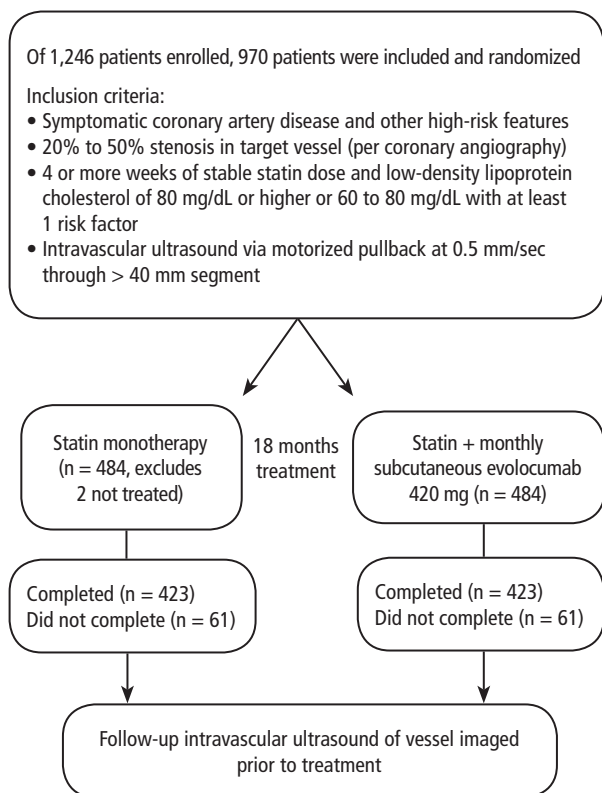 Of 1,246 patients enrolled, 970 patients were included and randomized
Inclusion criteria:
• Symptomatic coronary artery disease and other high-risk features
• 20% to 50% stenosis in target vessel (per coronary angiography)
• 4 or more weeks of stable statin dose and low-density lipoprotein
cholesterol of 80 mg/dL or higher or 60 to 80 mg/dL with at least
1 risk factor
• Intravascular ultrasound via motorized pullback at 0.5 mm/sec
through > 40 mm segment
Statin monotherapy
(n = 484, excludes
2 not treated)
18 months
treatment
Statin + monthly
subcutaneous evolocumab
420 mg (n = 484)
Completed (n = 423)
Did not complete (n = 61)
Completed (n = 423)
Did not complete (n = 61)
Follow-up intravascular ultrasound of vessel imaged
prior to treatment